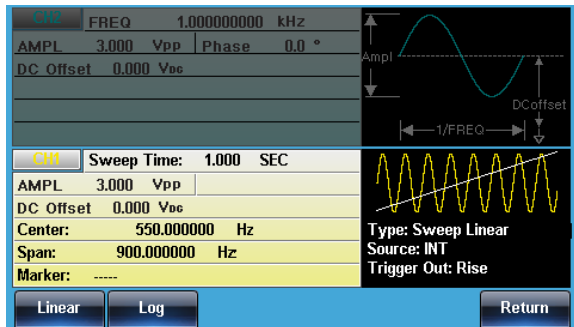 CH2 FREQ 1.000000000 kHz
AMPL 3.000 VPP Phase 0.0 °
DC Offset 0.000 VDC
Ampl
DCoffset
1/FREQ
CH1 Sweep Time: 1.000 SEC
AMPL 3.000 VPP
DC Offset 0.000 VDC
Center: 550.000000 Hz
Span: 900.000000 Hz
Marker: -----
Type: Sweep Linear
Source: INT
Trigger Out: Rise
Linear Log Return